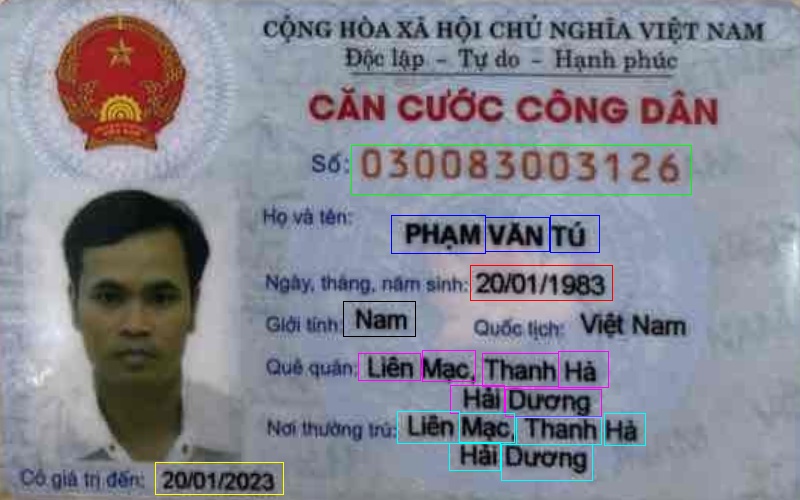 CỘNG HÒA XÃ HỘI CHỦ NGHĨA VIỆT NAM
Độc lập - Tự do - Hạnh phúc
CĂN CƯỚC CÔNG DÂN
Số: 030083003126
Họ và tên: PHẠM VĂN TÚ
Ngày, tháng, năm sinh: 20/01/1983
Giới tính: Nam Quốc tịch: Việt Nam
Quê quán: Liên Mạc, Thanh Hà
Hải Dương
Nơi thường trú: Liên Mạc, Thanh Hà
Hải Dương
Có giá trị đến: 20/01/2023